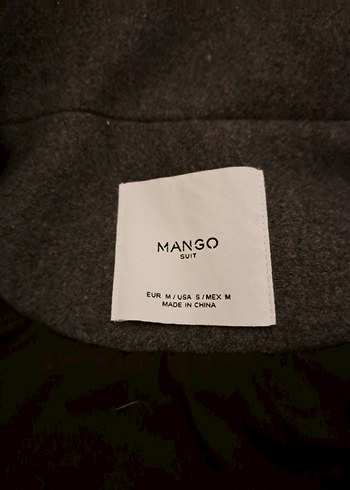 MANGO
SUIT
EUR M / USA S / MEX M
MADE IN CHINA